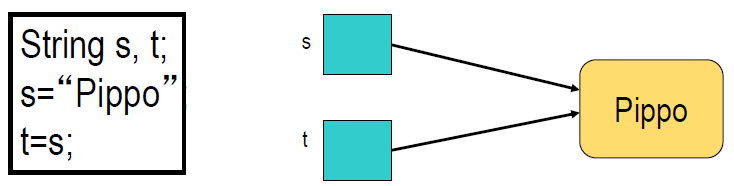 String s, t;
s=“Pippo”
t=s;
s
t
Pippo